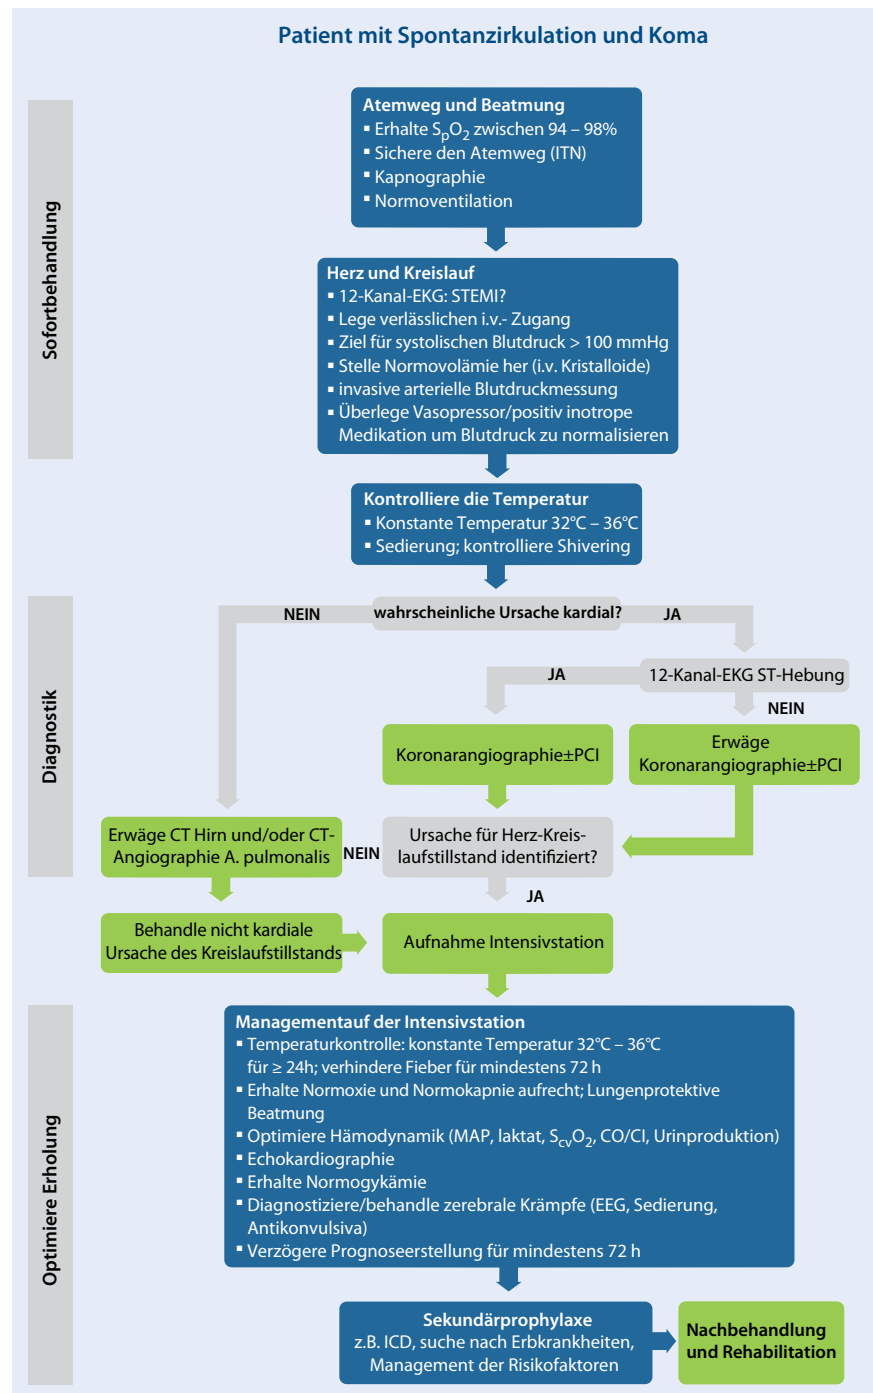 Patient mit Spontanzirkulation und Koma
Sofortbehandlung
Atemweg und Beatmung
▪ Erhalte SpO2 zwischen 94 – 98%
▪ Sichere den Atemweg (ITN)
▪ Kapnographie
▪ Normoventilation
Herz und Kreislauf
▪ 12-Kanal-EKG: STEMI?
▪ Lege verlässlichen i.v.- Zugang
▪ Ziel für systolischen Blutdruck > 100 mmHg
▪ Stelle Normovolämie her (i.v. Kristalloide)
▪ invasive arterielle Blutdruckmessung
▪ Überlege Vasopressor/positiv inotrope
Medikation um Blutdruck zu normalisieren
Kontrolliere die Temperatur
▪ Konstante Temperatur 32°C – 36°C
▪ Sedierung; kontrolliere Shivering
Diagnostik
wahrscheinliche Ursache kardial?
NEIN
JA
12-Kanal-EKG ST-Hebung
JA
NEIN
Koronarangiographie±PCI
Erwäge
Koronarangiographie±PCI
Erwäge CT Hirn und/oder CT-
Angiographie A. pulmonalis
NEIN
Ursache für Herz-Kreis-
laufstillstand identifiziert?
JA
Behandle nicht kardiale
Ursache des Kreislaufstillstands
Aufnahme Intensivstation
Optimiere Erholung
Managementauf der Intensivstation
▪ Temperaturkontrolle: konstante Temperatur 32°C – 36°C
für ≥ 24h; verhindere Fieber für mindestens 72 h
▪ Erhalte Normoxie und Normokapnie aufrecht; Lungenprotektive
Beatmung
▪ Optimiere Hämodynamik (MAP, laktat, ScvO2, CO/CI, Urinproduktion)
▪ Echokardiographie
▪ Erhalte Normogykämie
▪ Diagnostiziere/behandle zerebrale Krämpfe (EEG, Sedierung,
Antikonvulsiva)
▪ Verzögere Prognoseerstellung für mindestens 72 h
Sekundärprophylaxe
z.B. ICD, suche nach Erbkrankheiten,
Management der Risikofaktoren
Nachbehandlung
und Rehabilitation